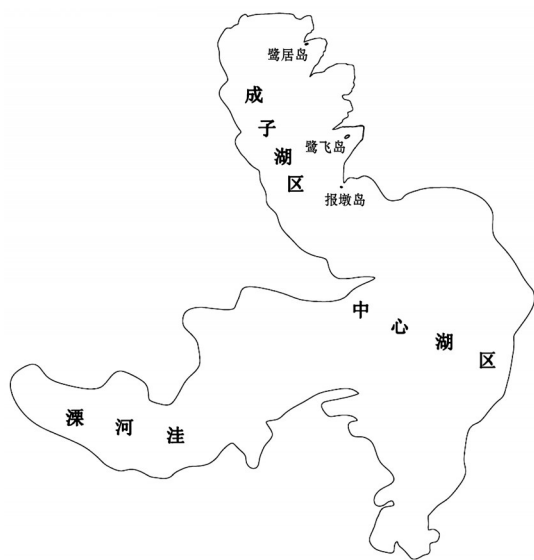 鹭居岛
成子湖区
鹭飞岛
报墩岛
中心湖区
溧河洼